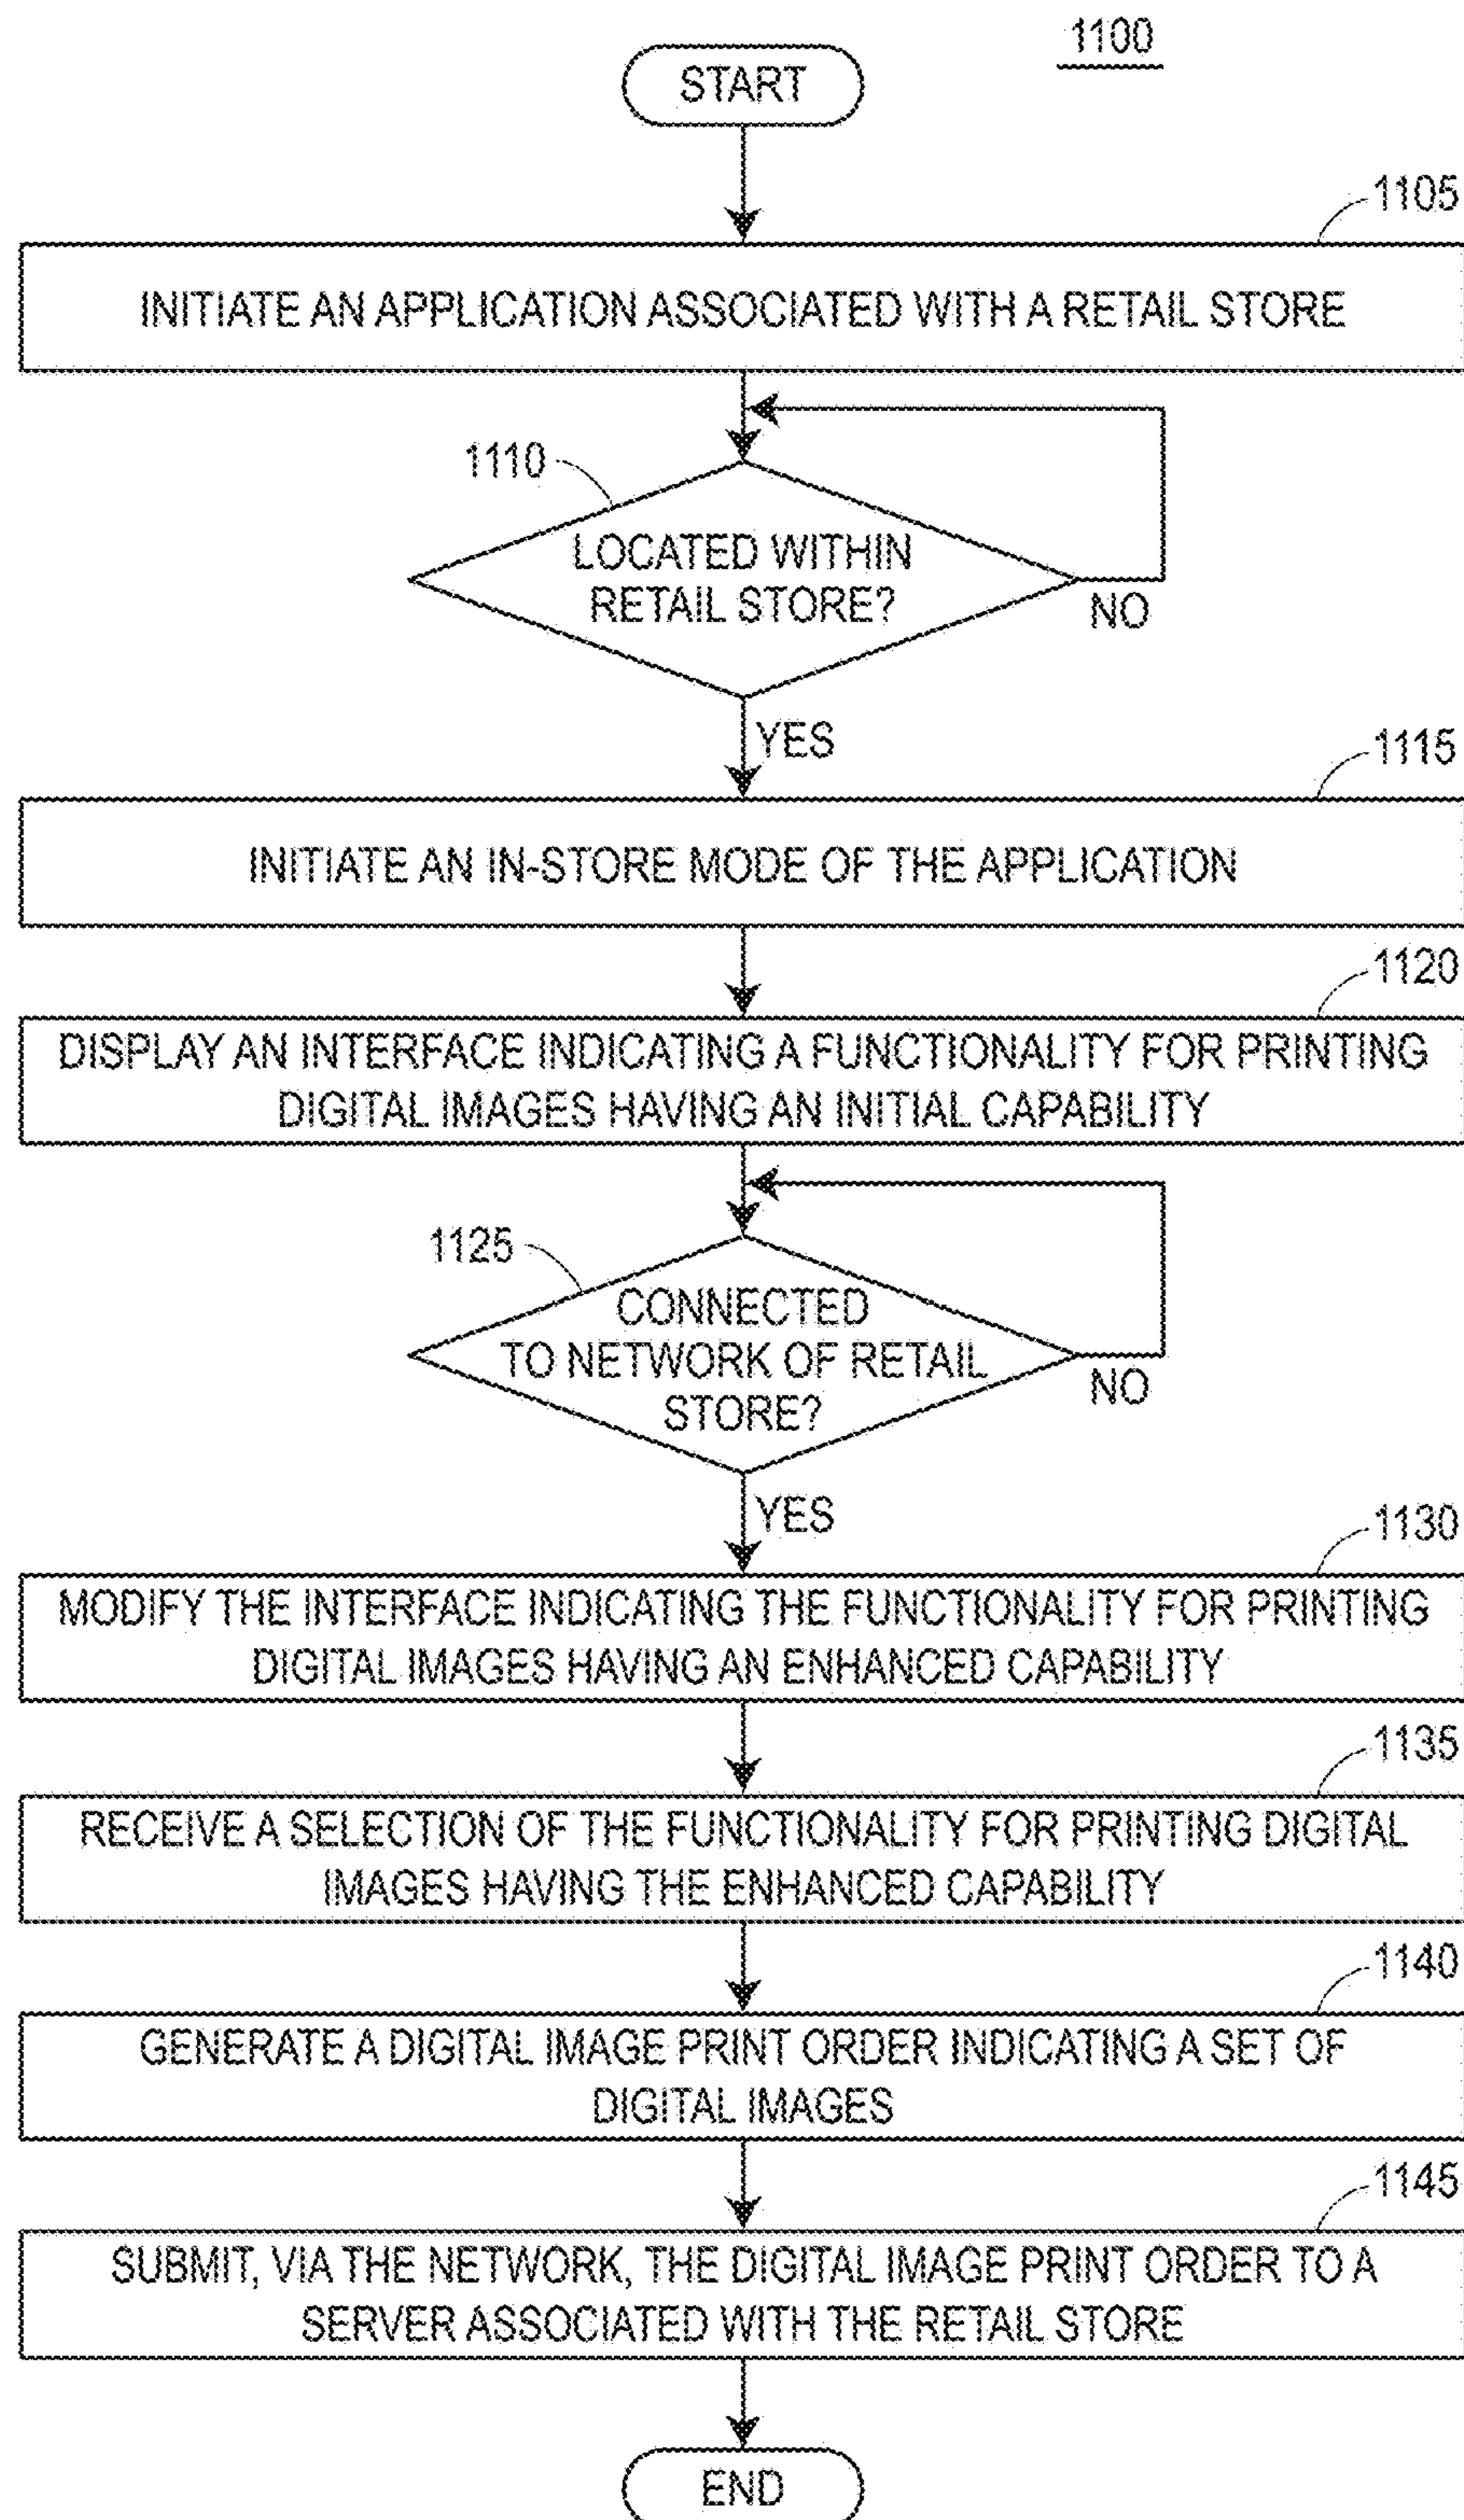 1100
START
1105
INITIATE AN APPLICATION ASSOCIATED WITH A RETAIL STORE
1110
LOCATED WITHIN
RETAIL STORE?
NO
YES
1115
INITIATE AN IN-STORE MODE OF THE APPLICATION
1120
DISPLAY AN INTERFACE INDICATING A FUNCTIONALITY FOR PRINTING
DIGITAL IMAGES HAVING AN INITIAL CAPABILITY
1125
CONNECTED
TO NETWORK OF RETAIL
STORE?
NO
YES
1130
MODIFY THE INTERFACE INDICATING THE FUNCTIONALITY FOR PRINTING
DIGITAL IMAGES HAVING AN ENHANCED CAPABILITY
1135
RECEIVE A SELECTION OF THE FUNCTIONALITY FOR PRINTING DIGITAL
IMAGES HAVING THE ENHANCED CAPABILITY
1140
GENERATE A DIGITAL IMAGE PRINT ORDER INDICATING A SET OF
DIGITAL IMAGES
1145
SUBMIT, VIA THE NETWORK, THE DIGITAL IMAGE PRINT ORDER TO A
SERVER ASSOCIATED WITH THE RETAIL STORE
END